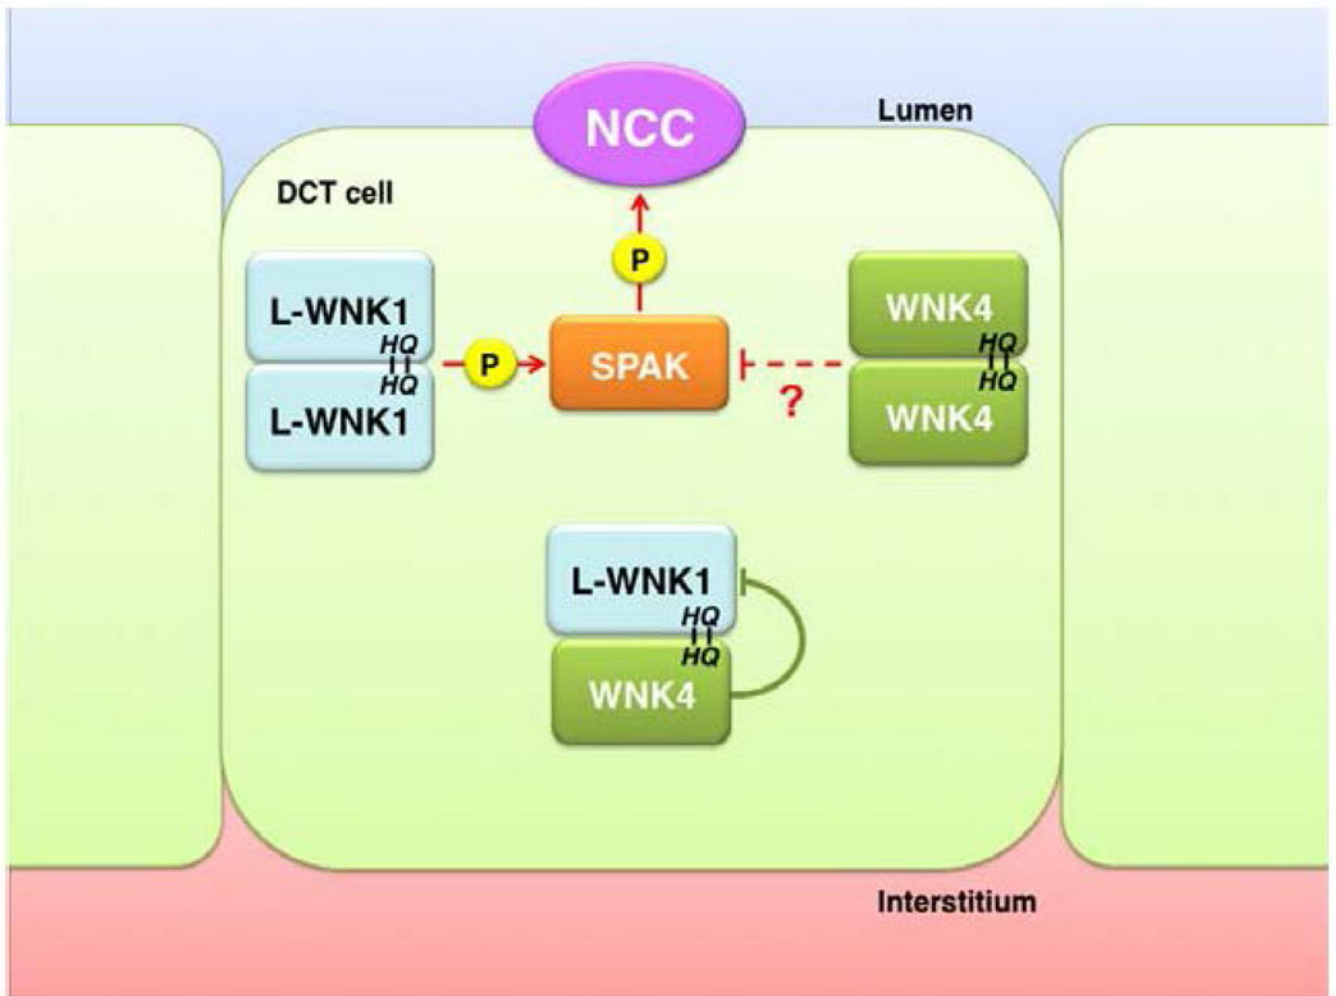 Lumen
NCC
DCT cell
P
L-WNK1
HQ
HQ
L-WNK1
P
SPAK
?
WNK4
HQ
HQ
WNK4
L-WNK1
HQ
HQ
WNK4
Interstitium